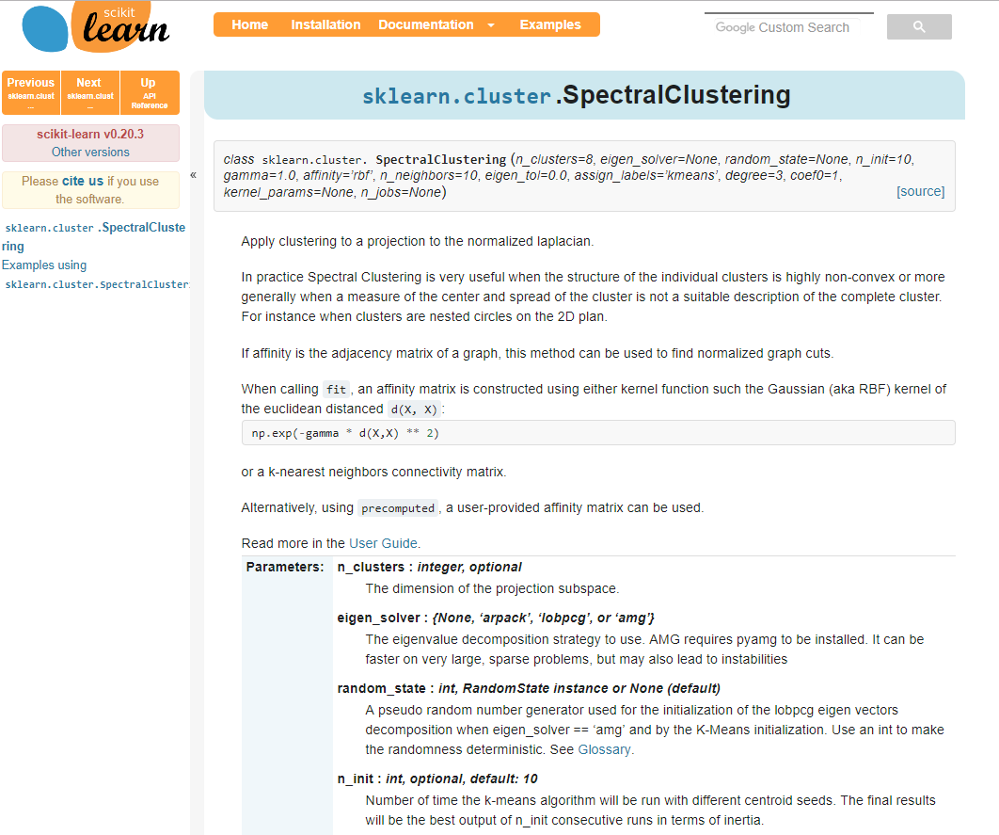 scikit
learn
Home Installation Documentation Examples
Google Custom Search
Previous
sklearn.clust
...
Next
sklearn.clust
...
Up
API
Reference
scikit-learn v0.20.3
Other versions
Please cite us if you use
the software.
sklearn.cluster.SpectralCluste
ring
Examples using
sklearn.cluster.SpectralCluster
«
sklearn.cluster.SpectralClustering
class sklearn.cluster. SpectralClustering (n_clusters=8, eigen_solver=None, random_state=None, n_init=10,
gamma=1.0, affinity=’rbf’, n_neighbors=10, eigen_tol=0.0, assign_labels=’kmeans’, degree=3, coef0=1,
kernel_params=None, n_jobs=None) [source]
Apply clustering to a projection to the normalized laplacian.
In practice Spectral Clustering is very useful when the structure of the individual clusters is highly non-convex or more
generally when a measure of the center and spread of the cluster is not a suitable description of the complete cluster.
For instance when clusters are nested circles on the 2D plan.
If affinity is the adjacency matrix of a graph, this method can be used to find normalized graph cuts.
When calling fit, an affinity matrix is constructed using either kernel function such the Gaussian (aka RBF) kernel of
the euclidean distanced d(X, X):
np.exp(-gamma * d(X,X) ** 2)
or a k-nearest neighbors connectivity matrix.
Alternatively, using precomputed, a user-provided affinity matrix can be used.
Read more in the User Guide.
Parameters: n_clusters : integer, optional
The dimension of the projection subspace.
eigen_solver : {None, ‘arpack’, ‘lobpcg’, or ‘amg’}
The eigenvalue decomposition strategy to use. AMG requires pyamg to be installed. It can be
faster on very large, sparse problems, but may also lead to instabilities
random_state : int, RandomState instance or None (default)
A pseudo random number generator used for the initialization of the lobpcg eigen vectors
decomposition when eigen_solver == ‘amg’ and by the K-Means initialization. Use an int to make
the randomness deterministic. See Glossary.
n_init : int, optional, default: 10
Number of time the k-means algorithm will be run with different centroid seeds. The final results
will be the best output of n_init consecutive runs in terms of inertia.